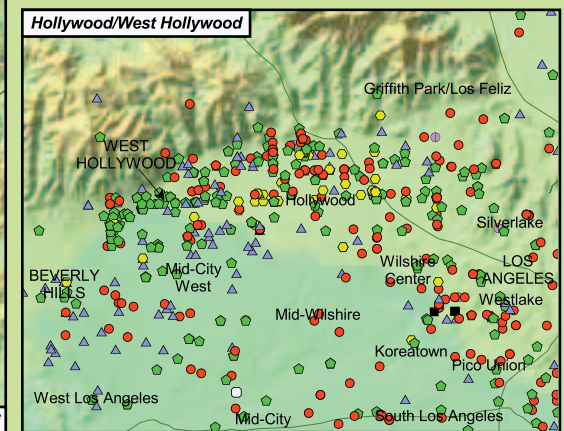 Hollywood/West Hollywood
Griffith Park/Los Feliz
WEST
HOLLYWOOD
Hollywood
Silverlake
BEVERLY
HILLS
Mid-City
West
Wilshire
Center
LOS
ANGELES
Westlake
Mid-Wilshire
Koreatown
Pico Union
West Los Angeles
Mid-City
South Los Angeles